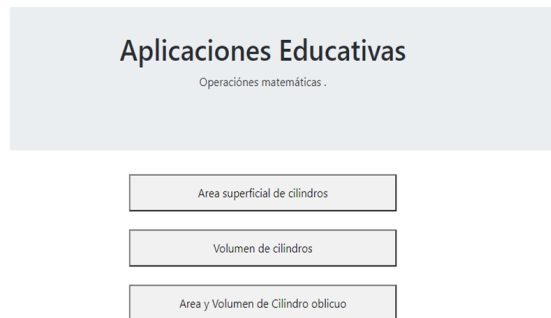 Aplicaciones Educativas
Operaciónes matemáticas .
Area superficial de cilindros
Volumen de cilindros
Area y Volumen de Cilindro oblicuo